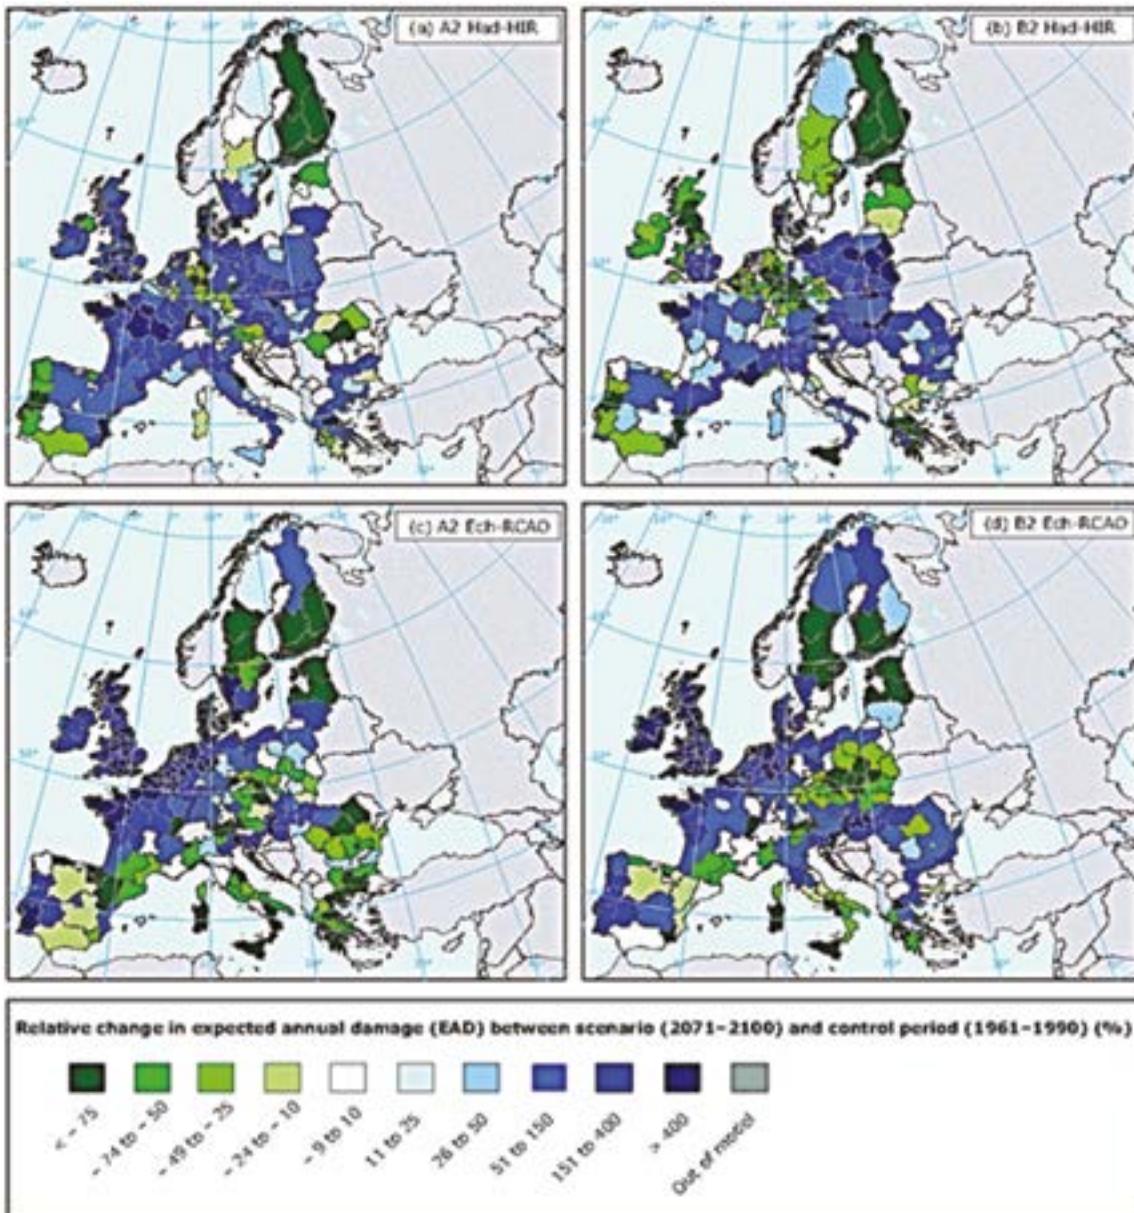 (a) A2 Had-HIR
(b) B2 Had-HIR
(c) A2 Ech-RCAO
(d) B2 Ech-RCAO
Relative change in expected annual damage (EAD) between scenario (2071–2100) and control period (1961–1990) (%)
< – 75
– 74 to – 50
– 49 to – 25
– 24 to – 10
– 9 to 10
11 to 25
26 to 50
51 to 150
151 to 400
> 400
Out of model